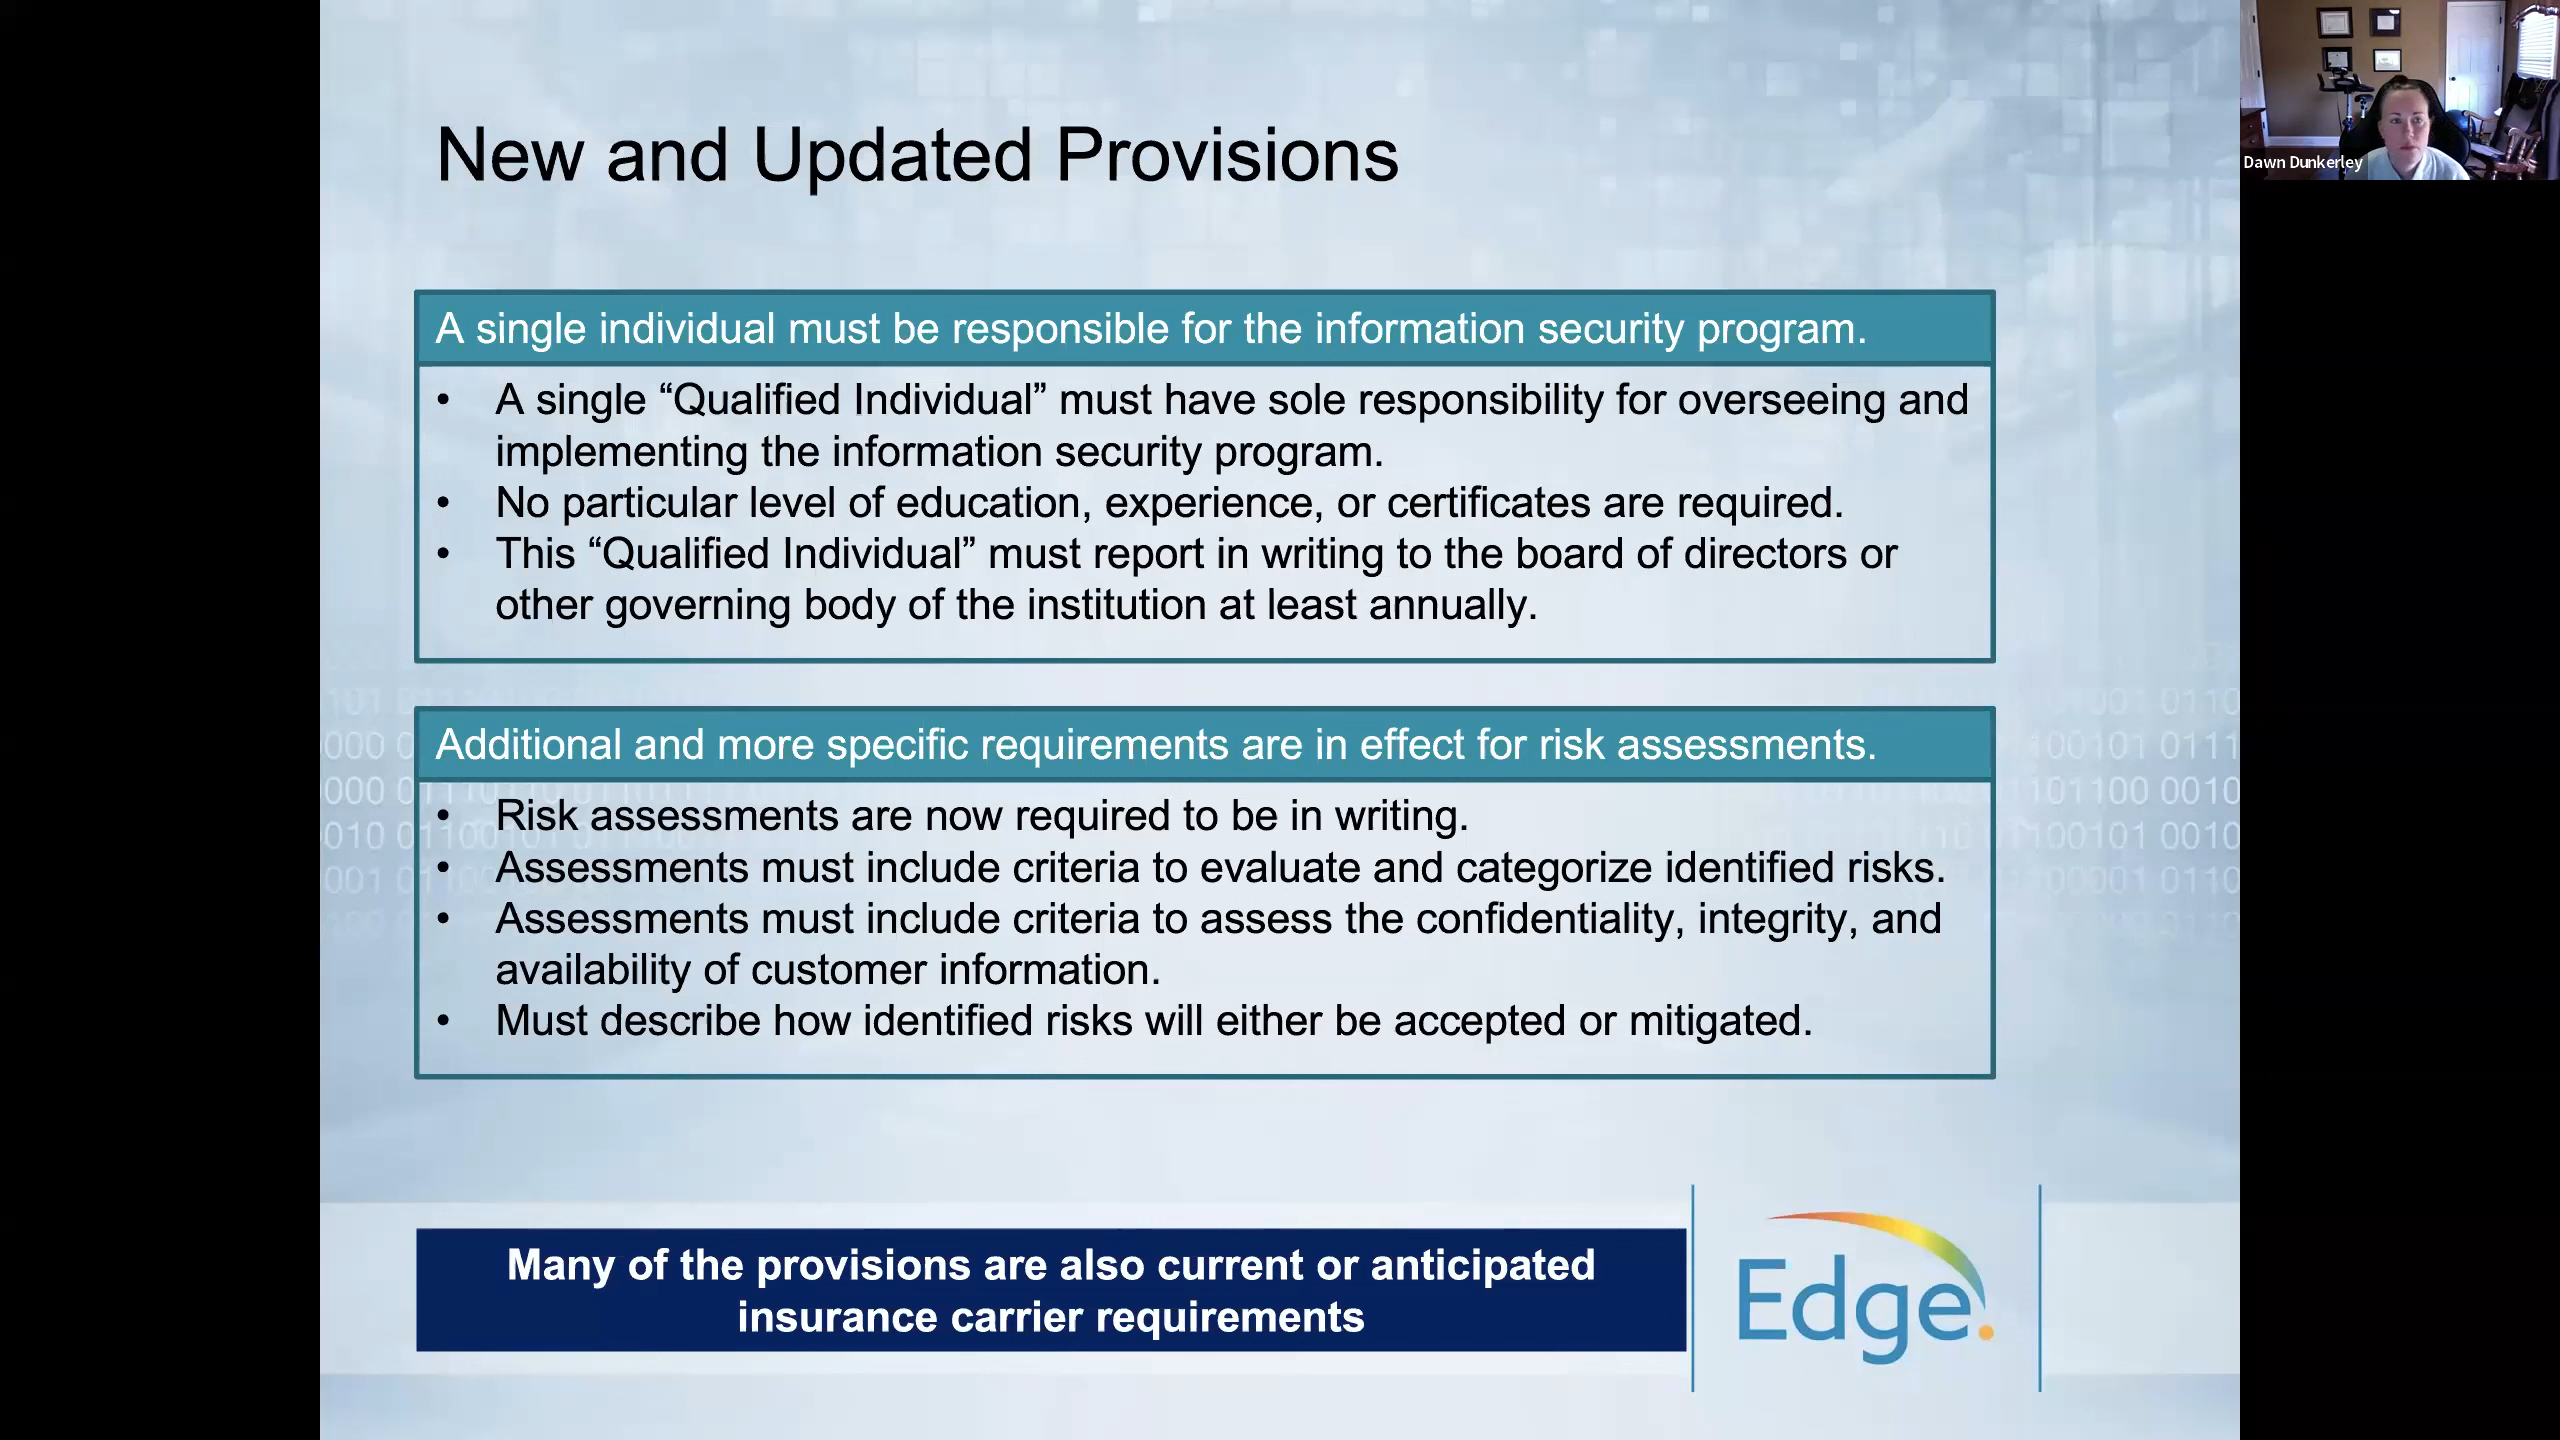 New and Updated Provisions
Dawn Dunkerley
A single individual must be responsible for the information security program.
• A single “Qualified Individual” must have sole responsibility for overseeing and
implementing the information security program.
• No particular level of education, experience, or certificates are required.
• This “Qualified Individual” must report in writing to the board of directors or
other governing body of the institution at least annually.
Additional and more specific requirements are in effect for risk assessments.
• Risk assessments are now required to be in writing.
• Assessments must include criteria to evaluate and categorize identified risks.
• Assessments must include criteria to assess the confidentiality, integrity, and
availability of customer information.
• Must describe how identified risks will either be accepted or mitigated.
Many of the provisions are also current or anticipated
insurance carrier requirements
Edge.